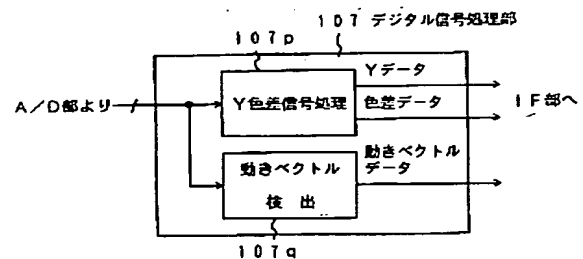 107p
107 デジタル信号処理部
Yデータ
A/D部より
Y色差信号処理
色差データ
IF部へ
動きベクトル
検出
動きベクトル
データ
107q